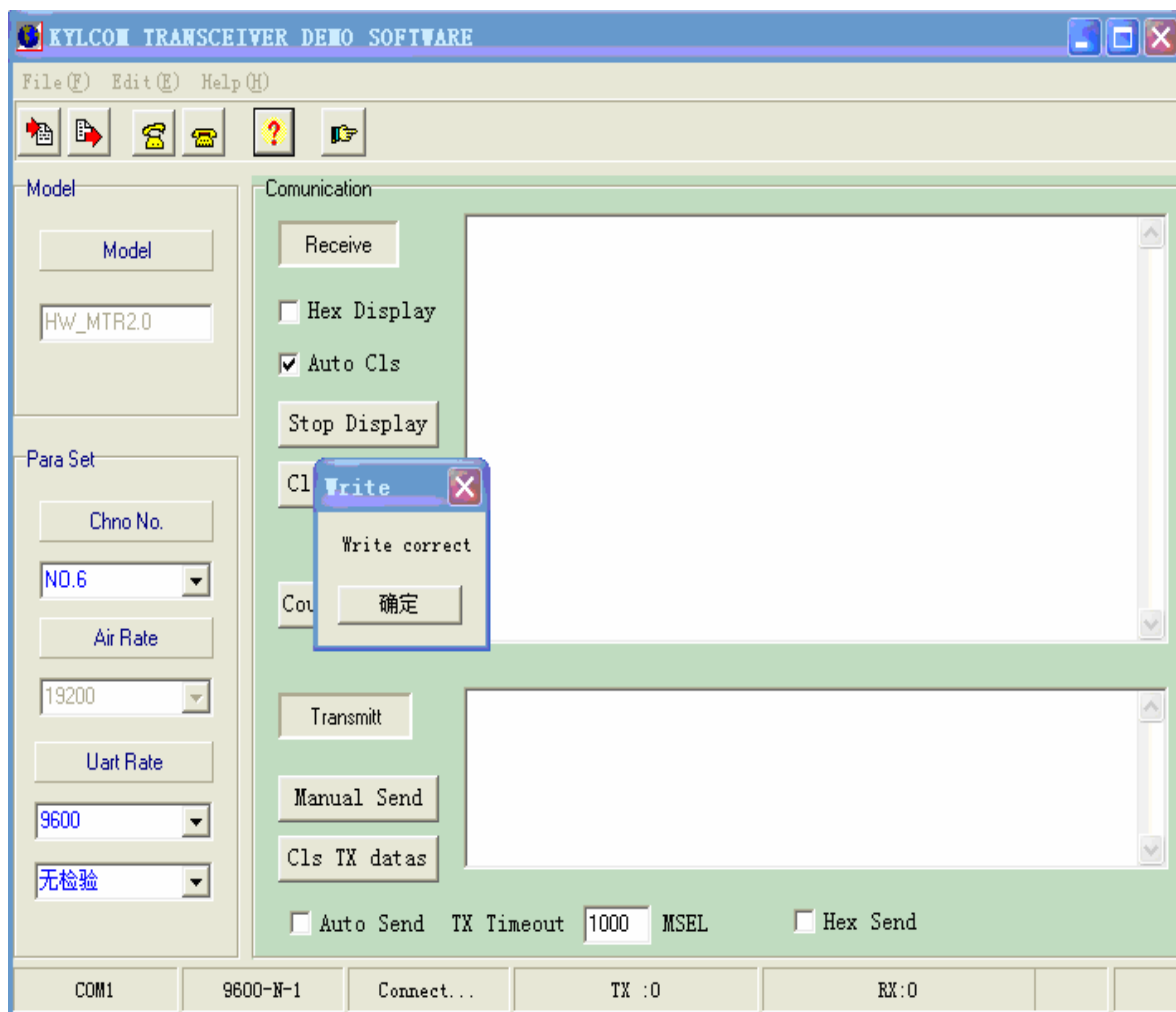 KYLCOM TRANSCEIVER DEMO SOFTWARE
File(F) Edit(E) Help(H)
Model
Model
HW_MTR2.0
Para Set
Chno No.
NO.6
Air Rate
19200
Uart Rate
9600
无检验
Comunication
Receive
Hex Display
Auto Cls
Stop Display
Cl
Write
Write correct
确定
Cou
Transmitt
Manual Send
Cls TX datas
Auto Send TX Timeout 1000 MSEL Hex Send
COM1 9600-N-1 Connect... TX :0 RX:0